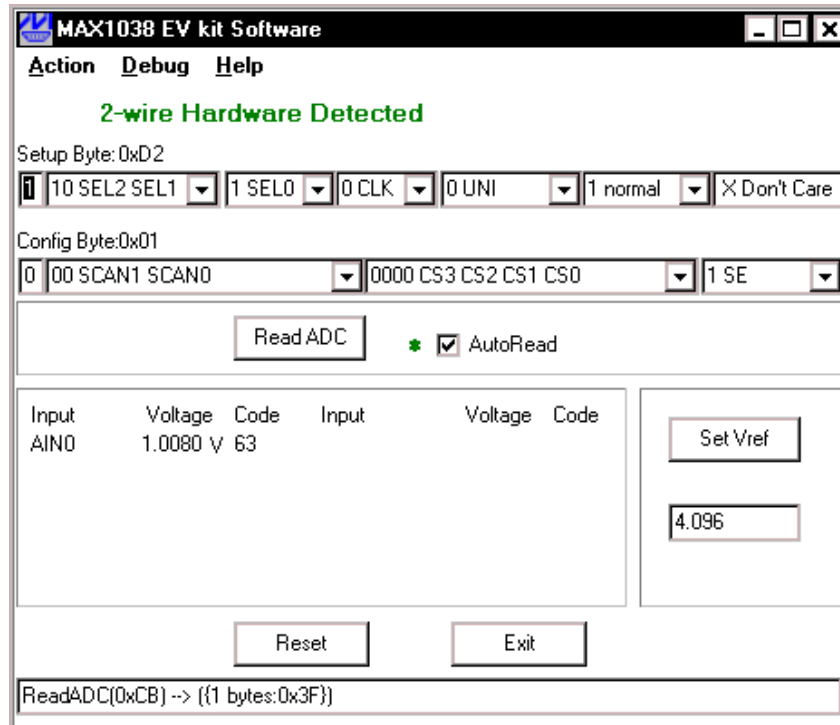 MAX1038 EV kit Software
Action Debug Help
2-wire Hardware Detected
Setup Byte: 0xD2
1 10 SEL2 SEL1 1 SEL0 0 CLK 0 UNI 1 normal X Don't Care
Config Byte:0x01
0 00 SCAN1 SCAN0 0000 CS3 CS2 CS1 CS0 1 SE
Read ADC * AutoRead
Input Voltage Code Input Voltage Code
AIN0 1.0080 V 63
Set Vref
4.096
Reset Exit
ReadADC(0xCB) --> ({1 bytes:0x3F})